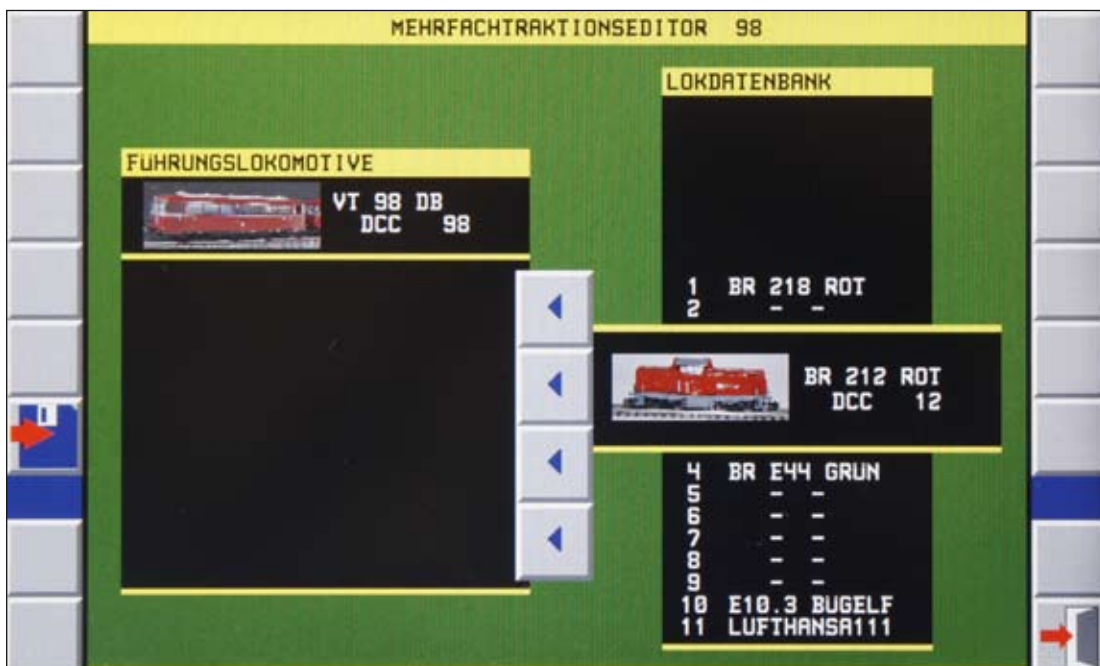 MEHRFACHTRAKTIONSEDITOR 98
FÜHRUNGSLOKOMOTIVE
VT 98 DB
DCC 98
LOKDATENBANK
1 BR 218 ROT
2 - -
BR 212 ROT
DCC 12
4 BR E44 GRUN
5 - -
6 - -
7 - -
8 - -
9 - -
10 E10.3 BUGELF
11 LUFTHANSA111